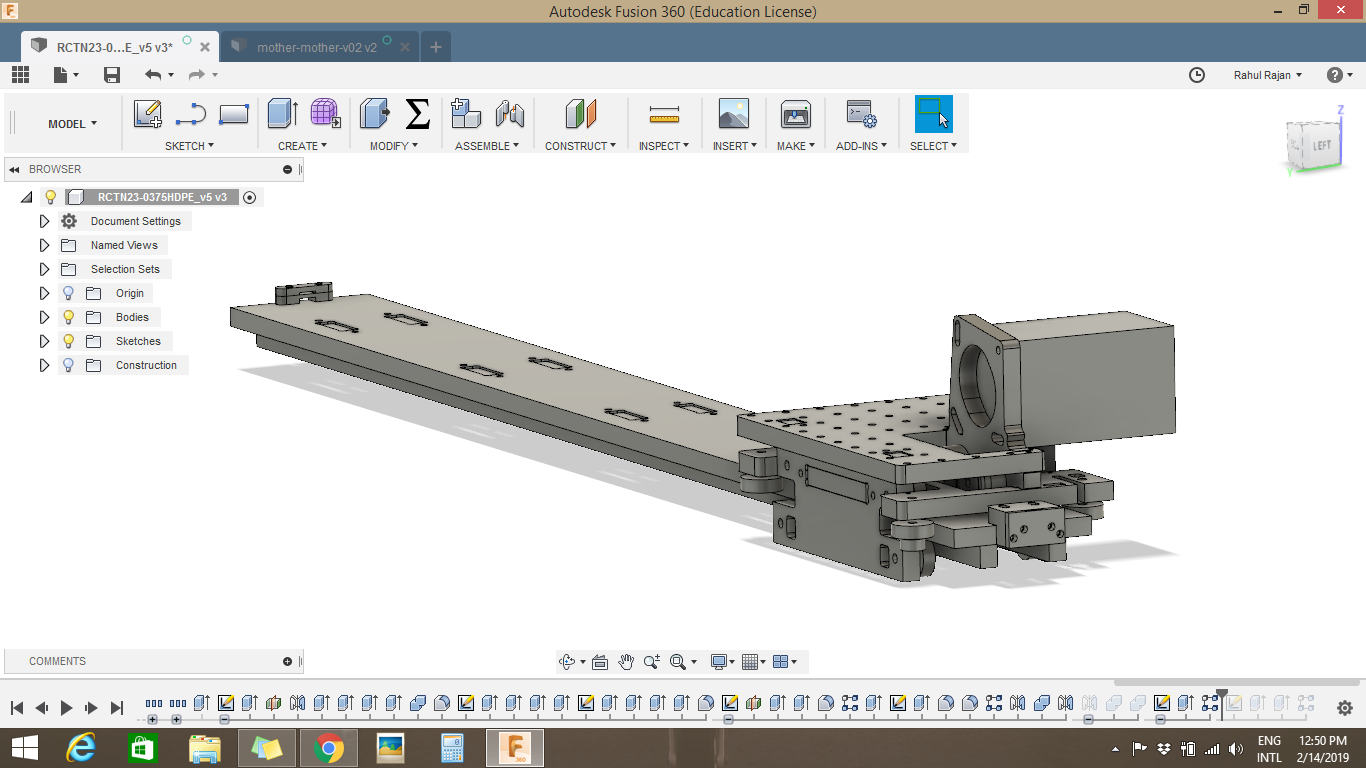 Autodesk Fusion 360 (Education License)
RCTN23-0...E_v5 v3*
mother-mother-v02 v2
Rahul Rajan
MODEL
SKETCH
CREATE
MODIFY
ASSEMBLE
CONSTRUCT
INSPECT
INSERT
MAKE
ADD-INS
SELECT
Z
LEFT
Y
BROWSER
RCTN23-0375HDPE_v5 v3
Document Settings
Named Views
Selection Sets
Origin
Bodies
Sketches
Construction
COMMENTS
ENG
INTL
12:50 PM
2/14/2019